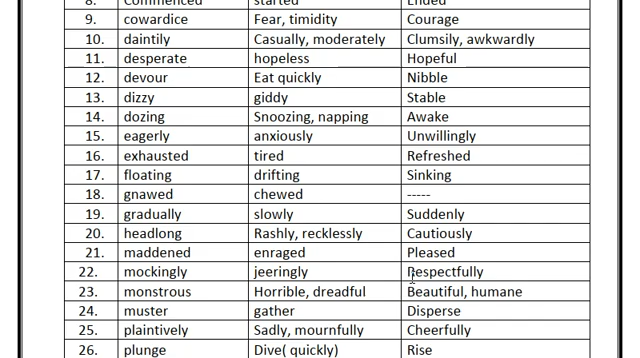 8. Commenced started Ended
9. cowardice Fear, timidity Courage
10. daintily Casually, moderately Clumsily, awkwardly
11. desperate hopeless Hopeful
12. devour Eat quickly Nibble
13. dizzy giddy Stable
14. dozing Snoozing, napping Awake
15. eagerly anxiously Unwillingly
16. exhausted tired Refreshed
17. floating drifting Sinking
18. gnawed chewed -----
19. gradually slowly Suddenly
20. headlong Rashly, recklessly Cautiously
21. maddened enraged Pleased
22. mockingly jeeringly Respectfully
23. monstrous Horrible, dreadful Beautiful, humane
24. muster gather Disperse
25. plaintively Sadly, mournfully Cheerfully
26. plunge Dive( quickly) Rise